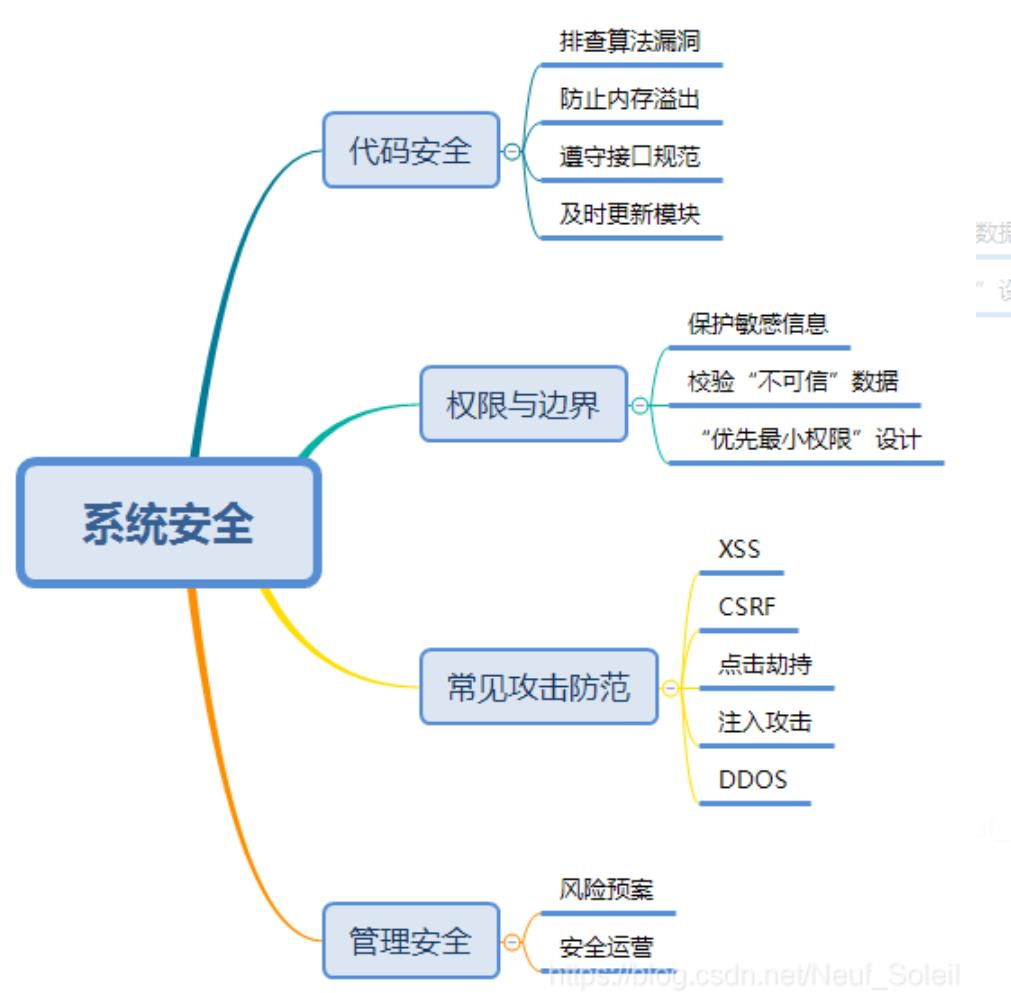 系统安全
代码安全
排查算法漏洞
防止内存溢出
遵守接口规范
及时更新模块
权限与边界
保护敏感信息
校验“不可信”数据
“优先最小权限”设计
常见攻击防范
XSS
CSRF
点击劫持
注入攻击
DDOS
管理安全
风险预案
安全运营
数据
”设
https://blog.csdn.net/Neuf_Soleil